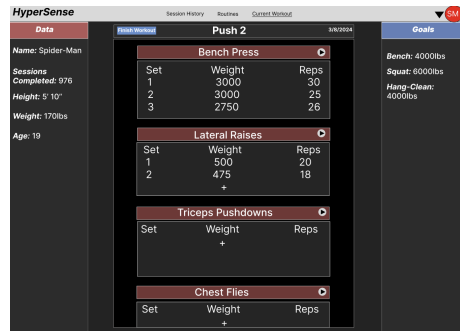 HyperSense
Session History Routines Current Workout
SM
Data
Name: Spider-Man
Sessions
Completed: 976
Height: 5' 10"
Weight: 170lbs
Age: 19
Finish Workout Push 2 3/8/2024
Bench Press
Set Weight Reps
1 3000 30
2 3000 25
3 2750 26
Lateral Raises
Set Weight Reps
1 500 20
2 475 18
+
Triceps Pushdowns
Set Weight Reps
+
Chest Flies
Set Weight Reps
+
Goals
Bench: 4000lbs
Squat: 6000lbs
Hang-Clean:
4000lbs